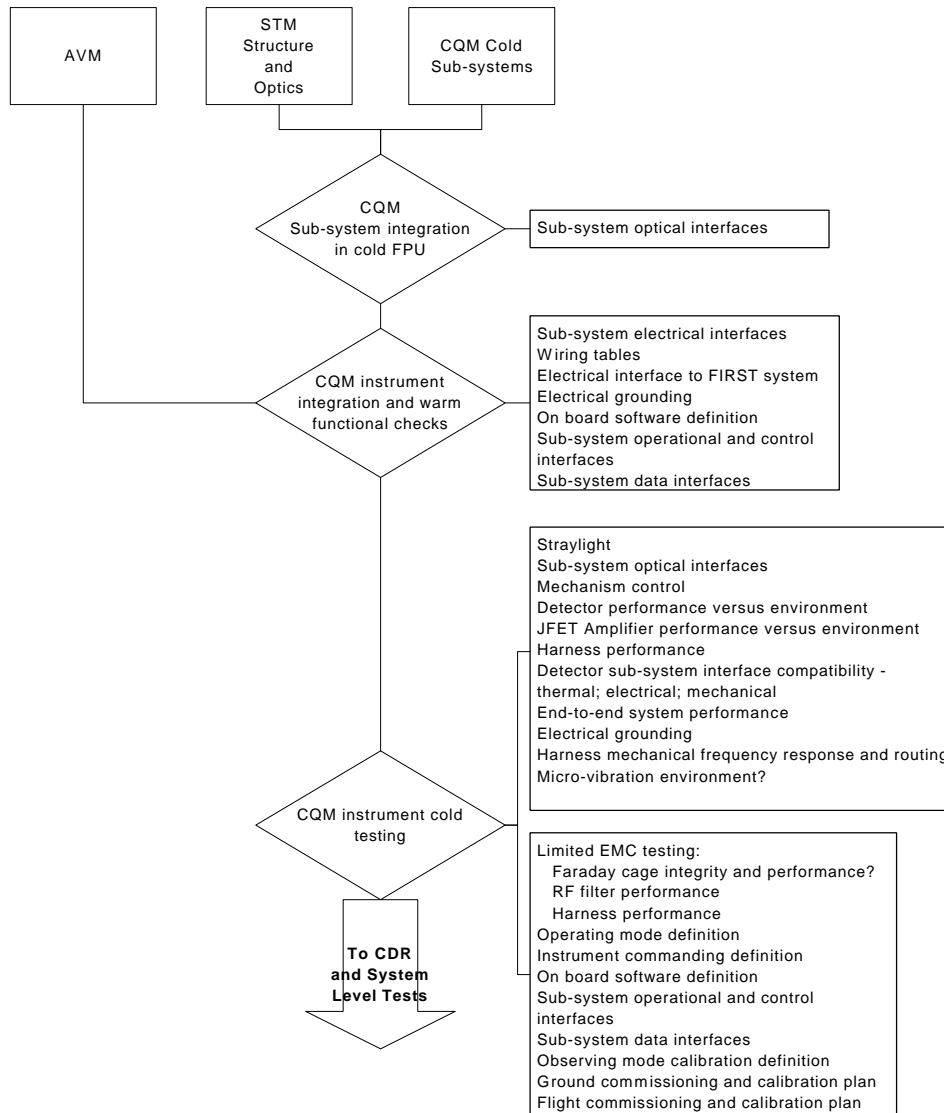 AVM
STM
Structure
and
Optics
CQM Cold
Sub-systems
CQM
Sub-system integration
in cold FPU
Sub-system optical interfaces
CQM instrument
integration and warm
functional checks
Sub-system electrical interfaces
Wiring tables
Electrical interface to FIRST system
Electrical grounding
On board software definition
Sub-system operational and control
interfaces
Sub-system data interfaces
Straylight
Sub-system optical interfaces
Mechanism control
Detector performance versus environment
JFET Amplifier performance versus environment
Harness performance
Detector sub-system interface compatibility -
thermal; electrical; mechanical
End-to-end system performance
Electrical grounding
Harness mechanical frequency response and routing
Micro-vibration environment?
CQM instrument cold
testing
Limited EMC testing:
Faraday cage integrity and performance?
RF filter performance
Harness performance
Operating mode definition
Instrument commanding definition
On board software definition
Sub-system operational and control
interfaces
Sub-system data interfaces
Observing mode calibration definition
Ground commissioning and calibration plan
Flight commissioning and calibration plan
To CDR
and System
Level Tests